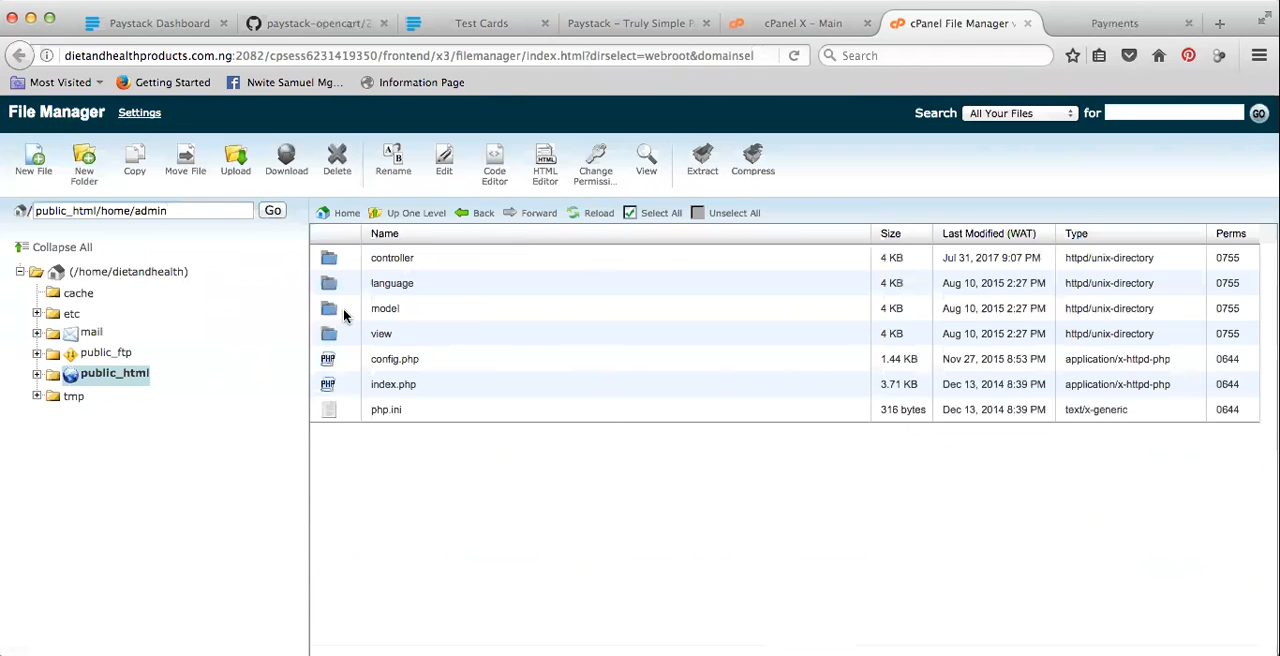 Paystack Dashboard
paystack-opencart/2
Test Cards
Paystack – Truly Simple P
cPanel X - Main
cPanel File Manager v
Payments
dietandhealthproducts.com.ng:2082/cpsess6231419350/frontend/x3/filemanager/index.html?dirselect=webroot&domainsel
Search
Most Visited
Getting Started
Nwite Samuel Mg...
Information Page
File Manager Settings
Search All Your Files for GO
New File
New Folder
Copy
Move File
Upload
Download
Delete
Rename
Edit
Code Editor
HTML Editor
Change Permissi...
View
Extract
Compress
/ public_html/home/admin Go
Home Up One Level Back Forward Reload Select All Unselect All
Collapse All
(/home/dietandhealth)
cache
etc
mail
public_ftp
public_html
tmp
Name Size Last Modified (WAT) Type Perms
controller 4 KB Jul 31, 2017 9:07 PM httpd/unix-directory 0755
language 4 KB Aug 10, 2015 2:27 PM httpd/unix-directory 0755
model 4 KB Aug 10, 2015 2:27 PM httpd/unix-directory 0755
view 4 KB Aug 10, 2015 2:27 PM httpd/unix-directory 0755
PHP config.php 1.44 KB Nov 27, 2015 8:53 PM application/x-httpd-php 0644
PHP index.php 3.71 KB Dec 13, 2014 8:39 PM application/x-httpd-php 0644
php.ini 316 bytes Dec 13, 2014 8:39 PM text/x-generic 0644